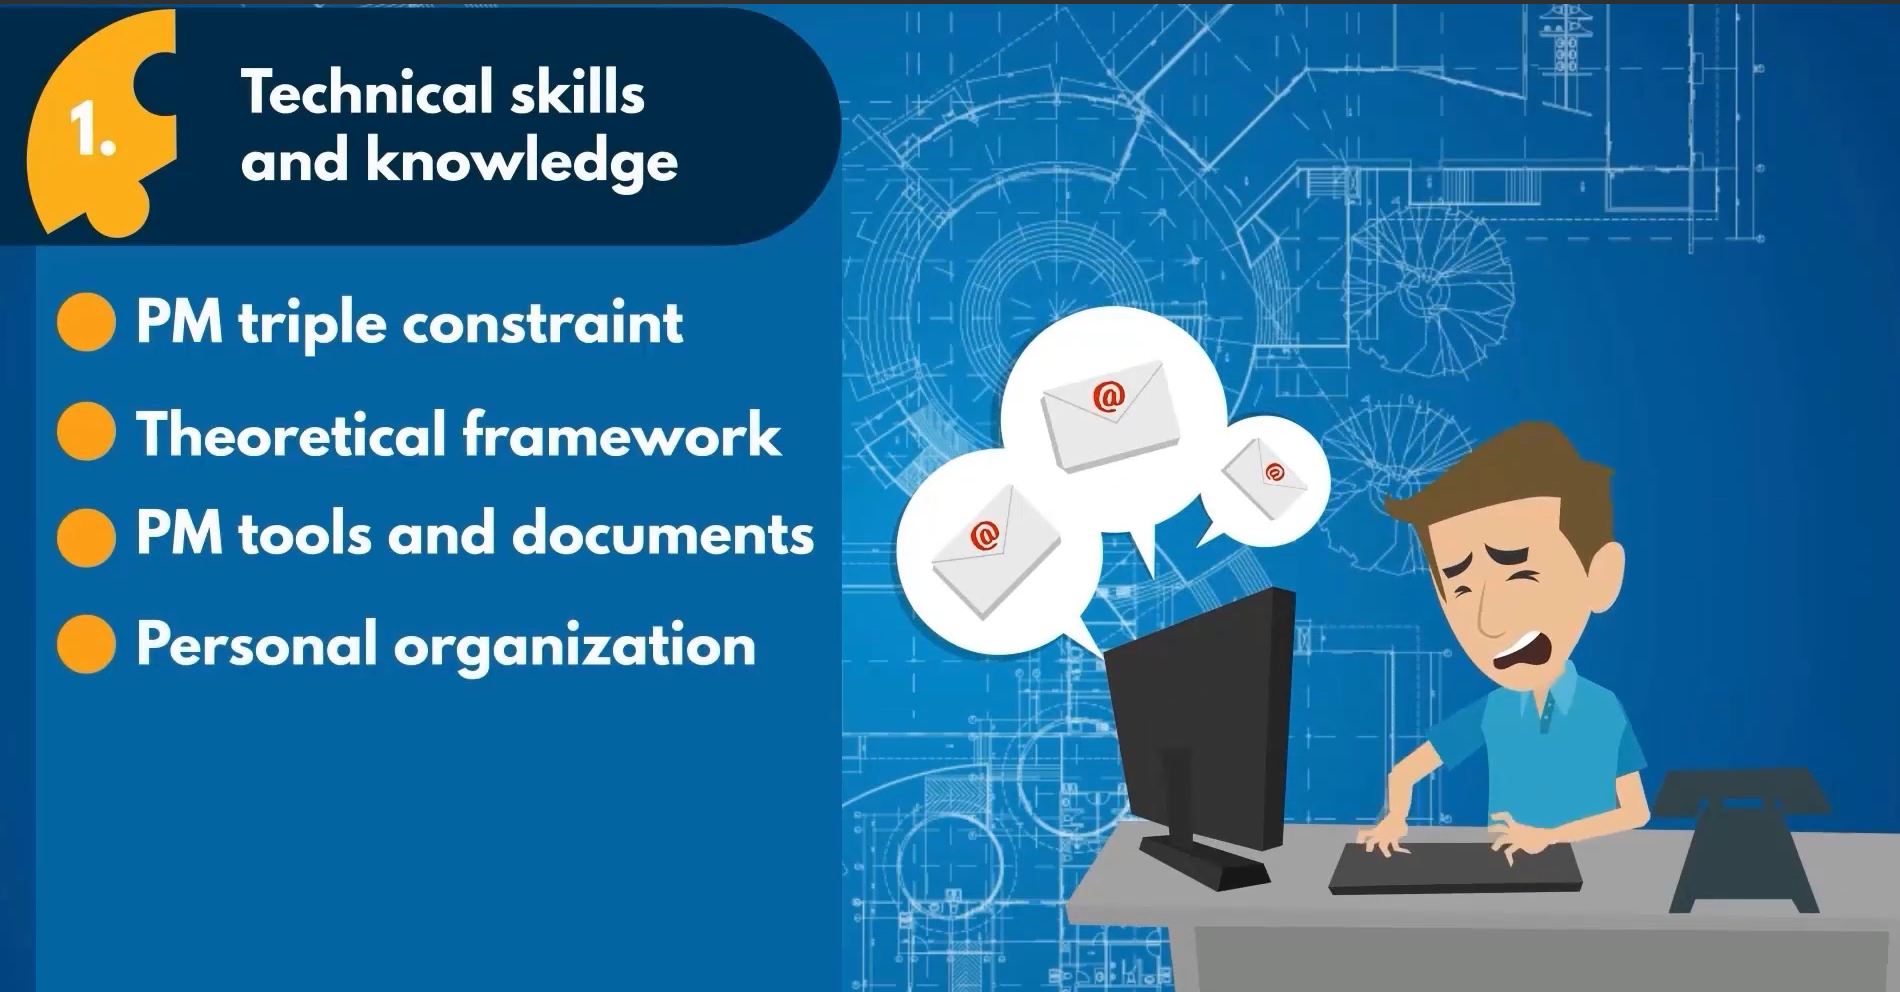 1.
Technical skills
and knowledge
PM triple constraint
Theoretical framework
PM tools and documents
Personal organization
@
@
@